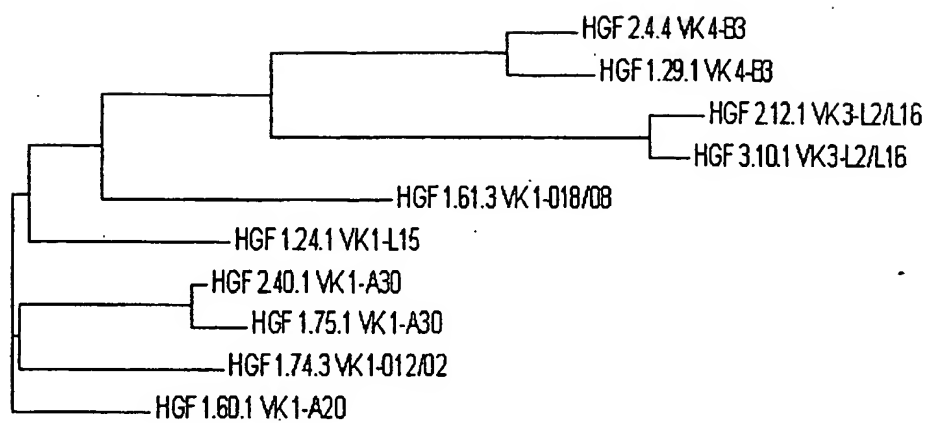 HGF 2.4.4 VK4-B3
HGF 1.29.1 VK4-B3
HGF 2.12.1 VK3-L2/L16
HGF 3.10.1 VK3-L2/L16
HGF 1.61.3 VK1-018/08
HGF 1.24.1 VK1-L15
HGF 2.40.1 VK1-A30
HGF 1.75.1 VK1-A30
HGF 1.74.3 VK1-012/02
HGF 1.60.1 VK1-A20